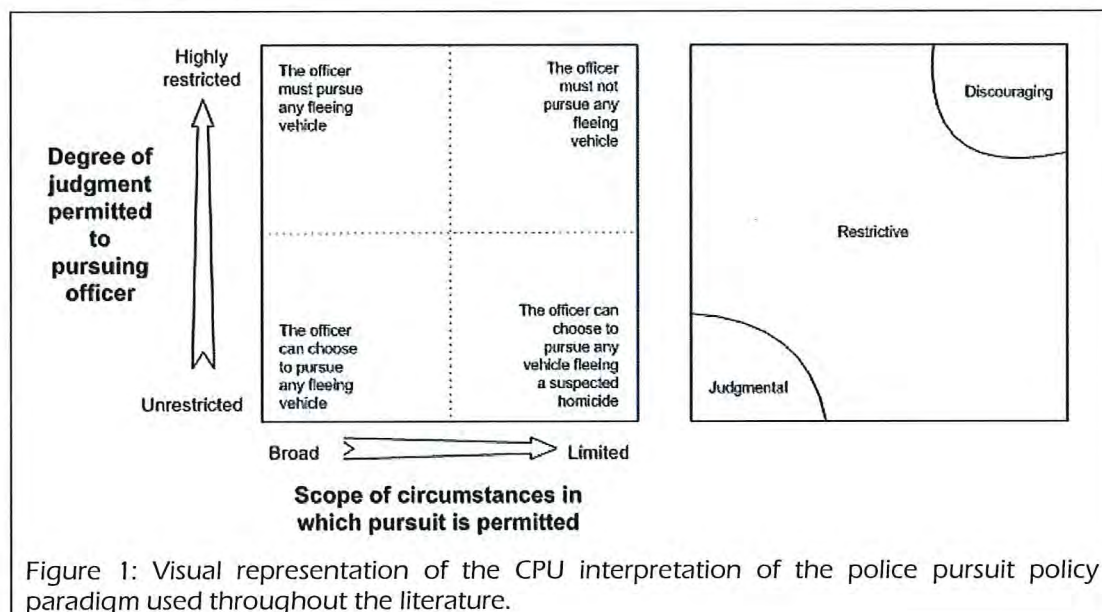 Highly
restricted
Degree of
judgment
permitted
to
pursuing
officer
Unrestricted
The officer
must pursue
any fleeing
vehicle
The officer
must not
pursue any
fleeing
vehicle
The officer
can choose
to pursue
any fleeing
vehicle
The officer can
choose to
pursue any
vehicle fleeing
a suspected
homicide
Broad
Limited
Scope of circumstances in
which pursuit is permitted
Discouraging
Restrictive
Judgmental
Figure 1: Visual representation of the CPU interpretation of the police pursuit policy
paradigm used throughout the literature.